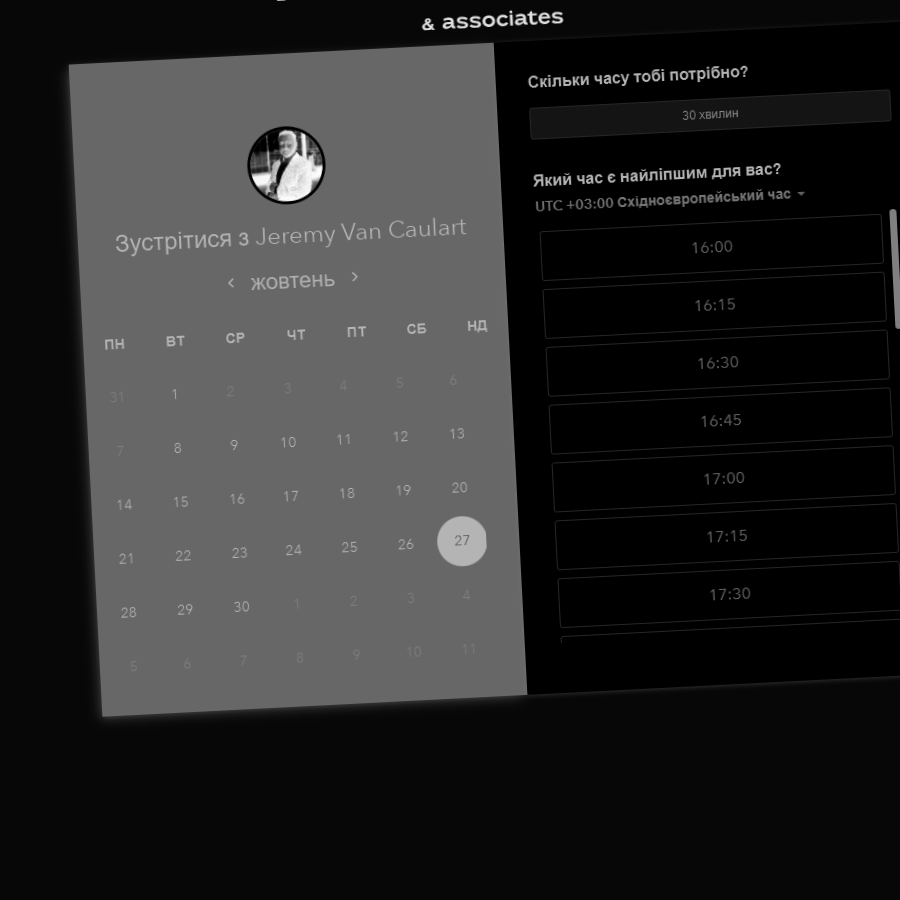 & associates
Зустрітися з Jeremy Van Caulart
жовтень
ПН ВТ СР ЧТ ПТ СБ НД
31 1 2 3 4 5 6
7 8 9 10 11 12 13
14 15 16 17 18 19 20
21 22 23 24 25 26 27
28 29 30 1 2 3 4
5 6 7 8 9 10 11
Скільки часу тобі потрібно?
30 хвилин
Який час є найліпшим для вас?
UTC +03:00 Східноєвропейський час
16:00
16:15
16:30
16:45
17:00
17:15
17:30